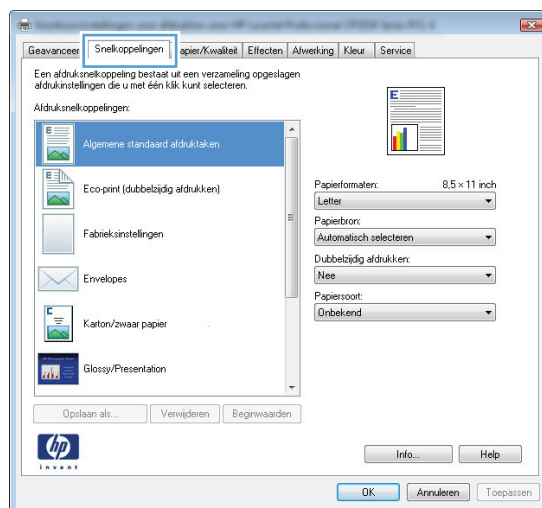 Geavanceer Snelkoppelingen apier/Kwaliteit Effecten Afwerking Kleur Service
Een afdruksnelkoppeling bestaat uit een verzameling opgeslagen
afdrukinstellingen die u met één klik kunt selecteren.
Afdruksnelkoppelingen:
Algemene standaard afdruktaken
Eco-print (dubbelzijdig afdrukken)
Fabrieksinstellingen
Envelopes
Karton/zwaar papier
Glossy/Presentation
Opslaan als... Verwijderen Beginwaarden
Papierformaten: 8,5 × 11 inch
Letter
Papierbron:
Automatisch selecteren
Dubbelzijdig afdrukken:
Nee
Papiersoort:
Onbekend
hp
invent
Info... Help
OK Annuleren Toepassen